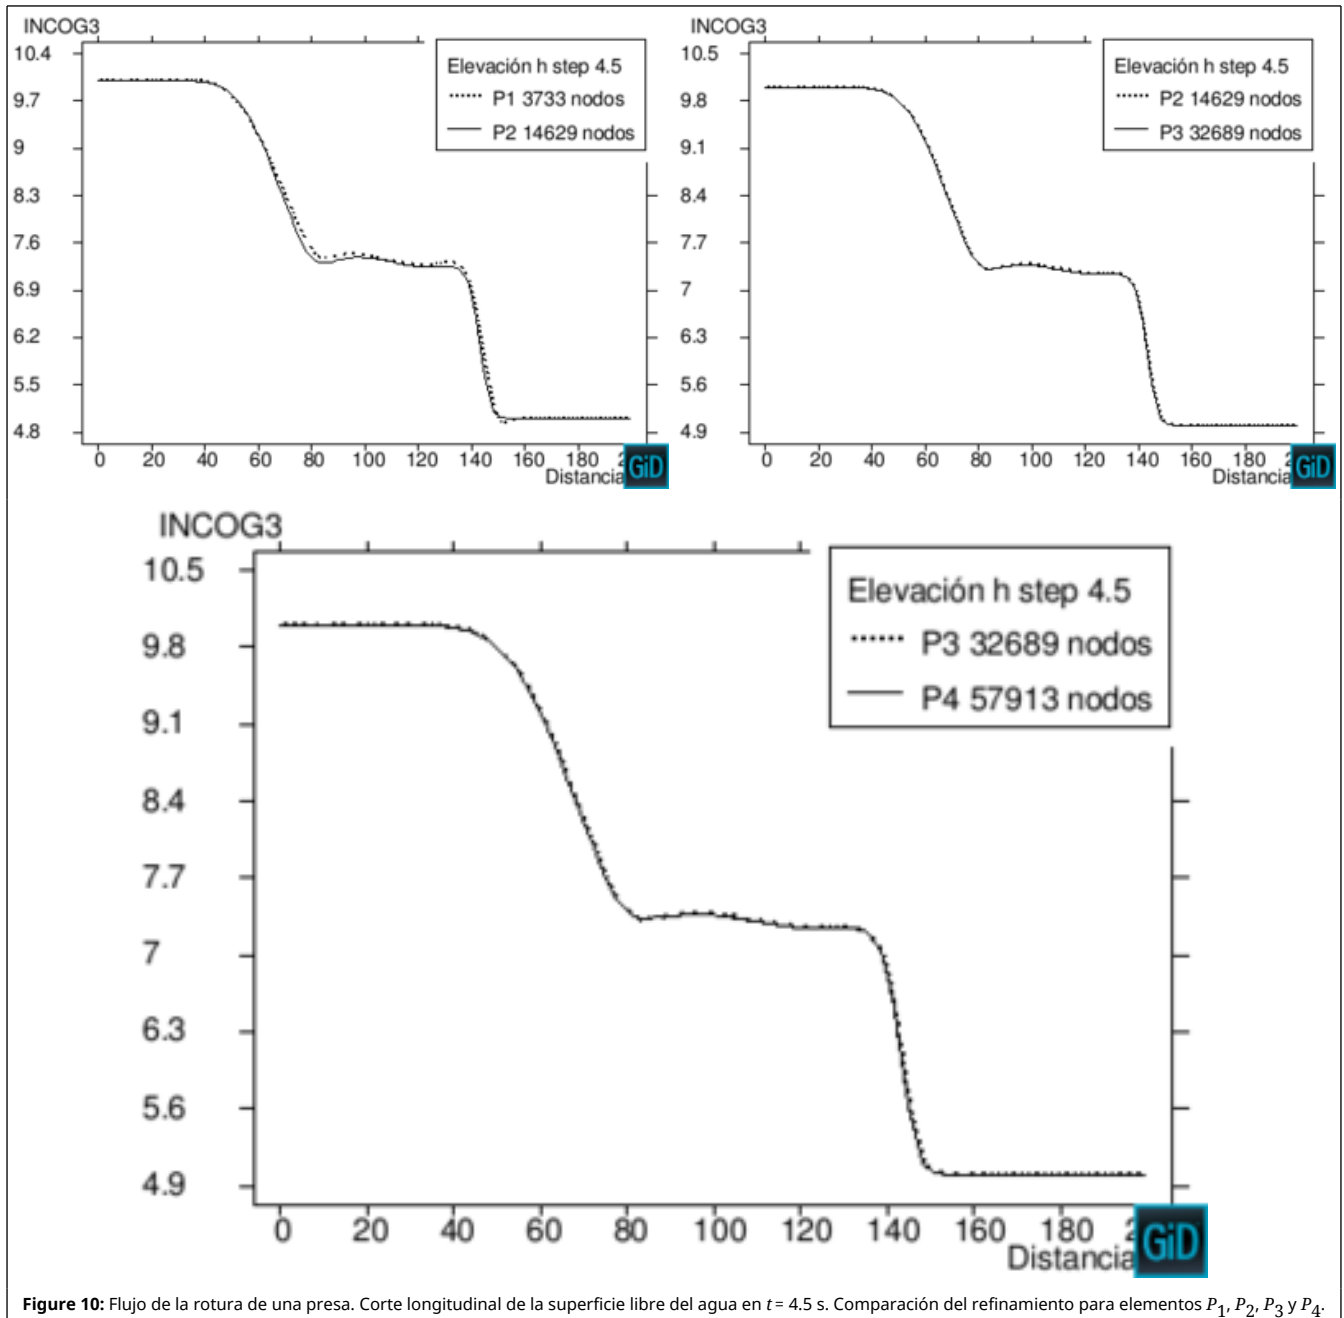 INCOG3
10.4
9.7
9
8.3
7.6
6.9
6.2
5.5
4.8
Elevación h step 4.5
P1 3733 nodos
P2 14629 nodos
0 20 40 60 80 100 120 140 160 180 2
Distancia
GiD
INCOG3
10.5
9.8
9.1
8.4
7.7
7
6.3
5.6
4.9
Elevación h step 4.5
P2 14629 nodos
P3 32689 nodos
0 20 40 60 80 100 120 140 160 180 2
Distancia
GiD
INCOG3
10.5
9.8
9.1
8.4
7.7
7
6.3
5.6
4.9
Elevación h step 4.5
P3 32689 nodos
P4 57913 nodos
0 20 40 60 80 100 120 140 160 180 2
Distancia
GiD
Figure 10: Flujo de la rotura de una presa. Corte longitudinal de la superficie libre del agua en t = 4.5 s. Comparación del refinamiento para elementos P1, P2, P3 y P4.